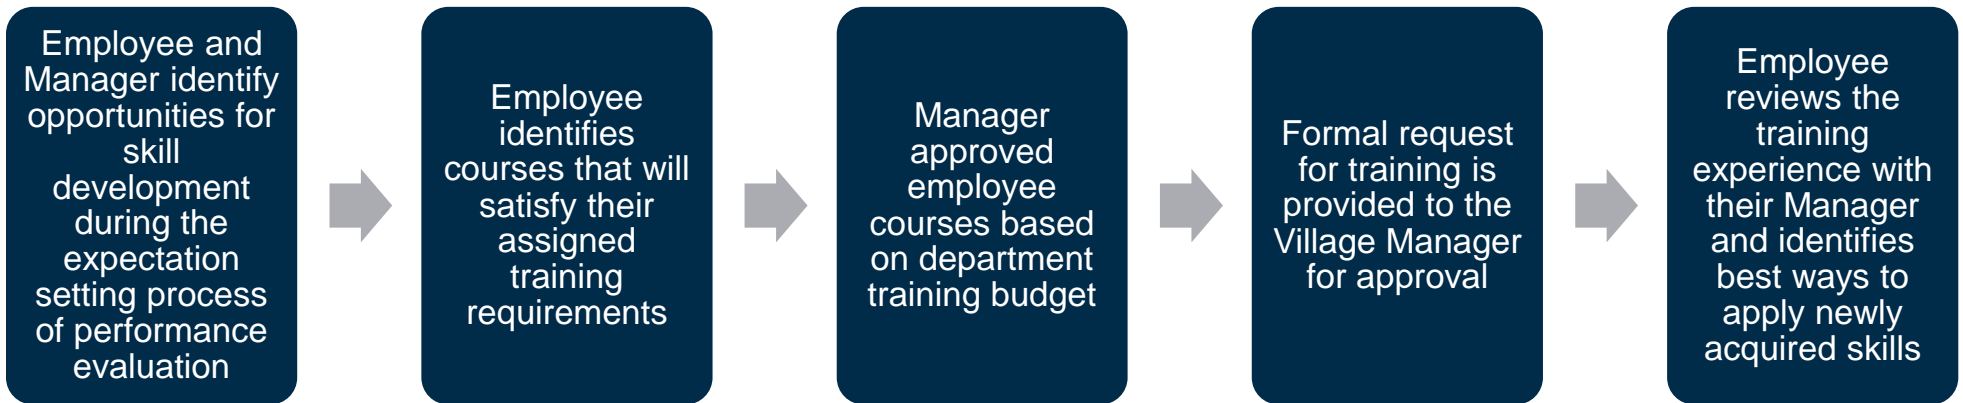 Employee and
Manager identify
opportunities for
skill
development
during the
expectation
setting process
of performance
evaluation
Employee
identifies
courses that will
satisfy their
assigned
training
requirements
Manager
approved
employee
courses based
on department
training budget
Formal request
for training is
provided to the
Village Manager
for approval
Employee
reviews the
training
experience with
their Manager
and identifies
best ways to
apply newly
acquired skills